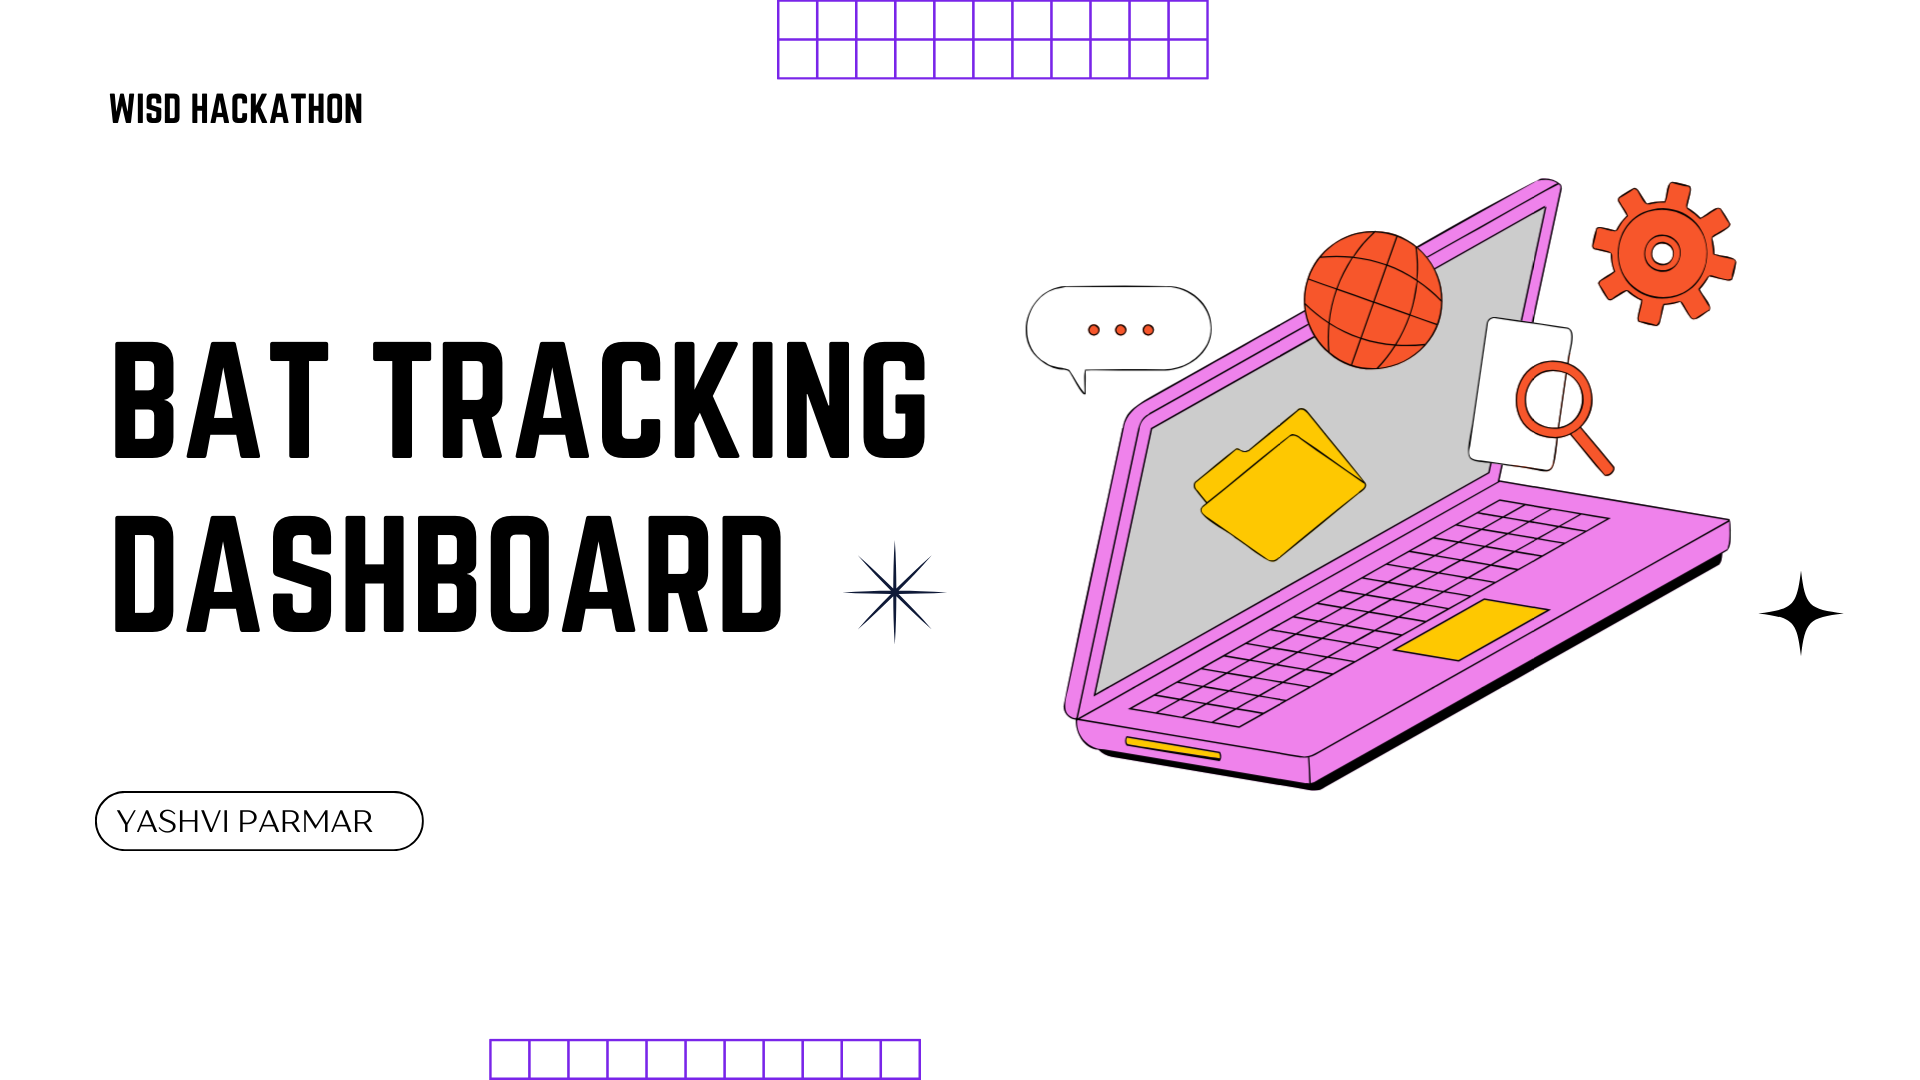 WISD HACKATHON
BAT TRACKING
DASHBOARD
YASHVI PARMAR